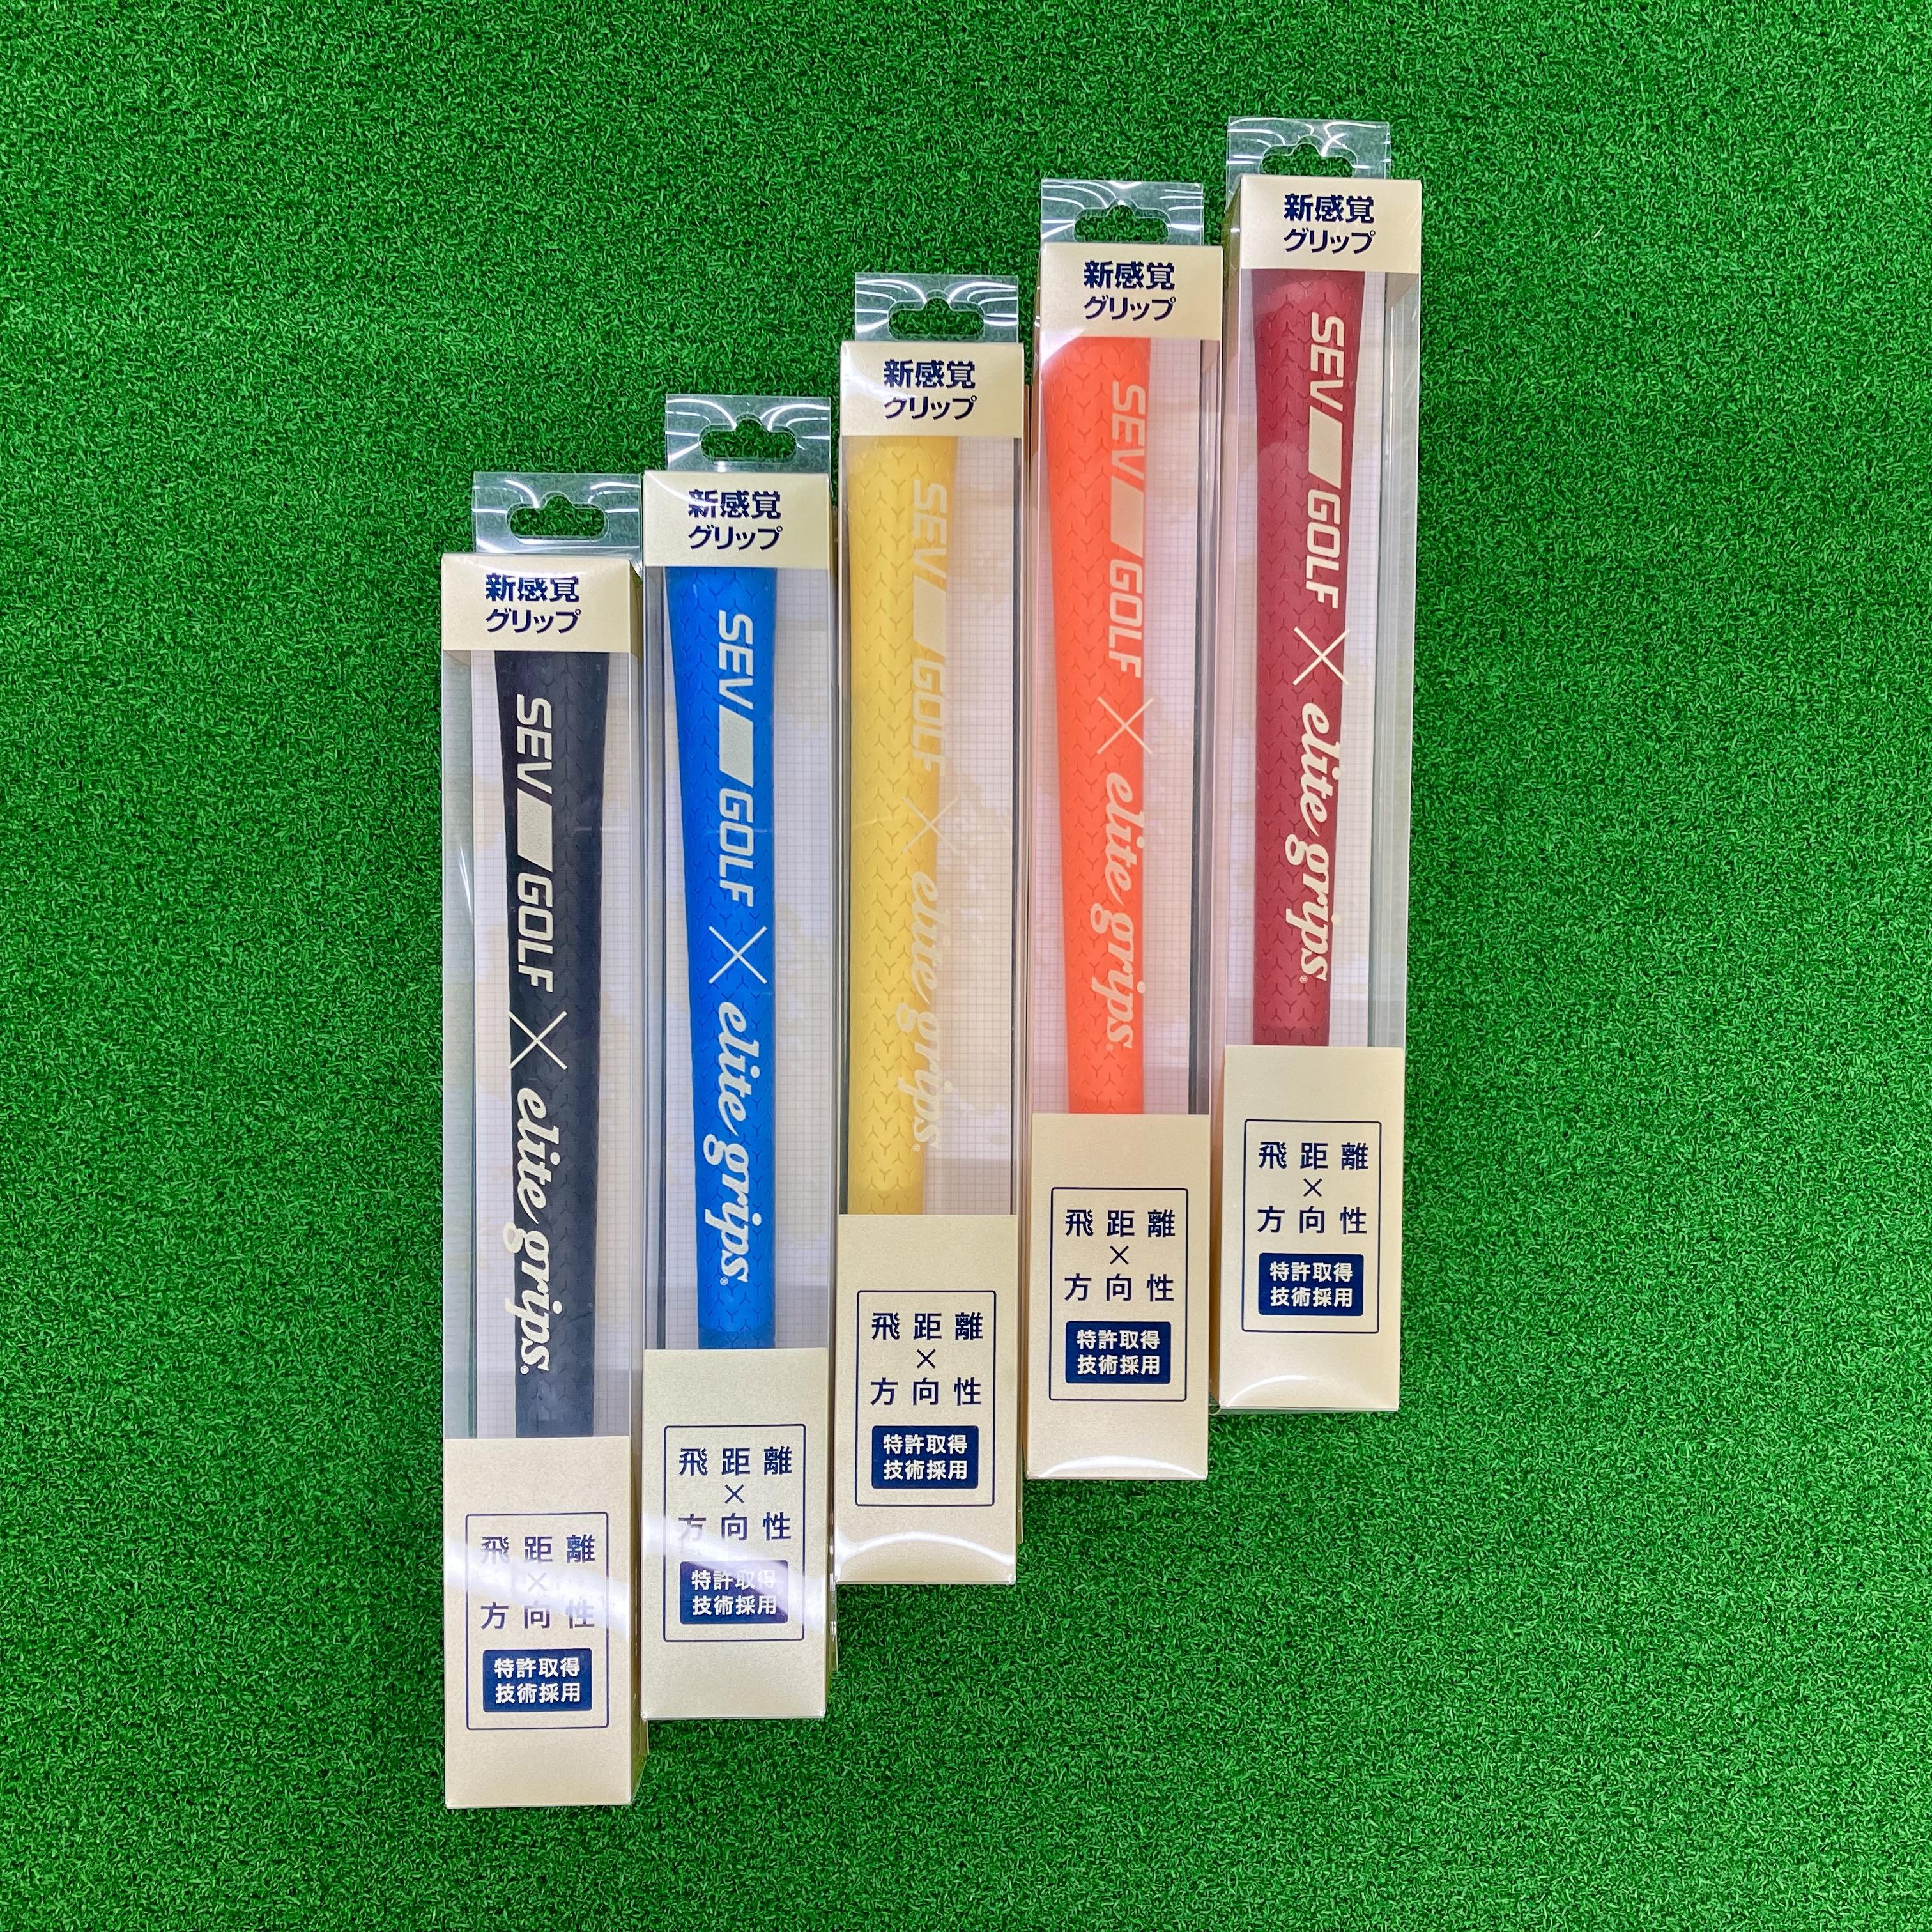 新感覚
グリップ
SEV GOLF × elite grips®
飛距離
×
方向性
特許取得
技術採用
新感覚
グリップ
SEV GOLF × elite grips®
飛距離
×
方向性
特許取得
技術採用
新感覚
グリップ
SEV GOLF × elite grips®
飛距離
×
方向性
特許取得
技術採用
新感覚
グリップ
SEV GOLF × elite grips®
飛距離
×
方向性
特許取得
技術採用
新感覚
グリップ
SEV GOLF × elite grips®
飛距離
×
方向性
特許取得
技術採用